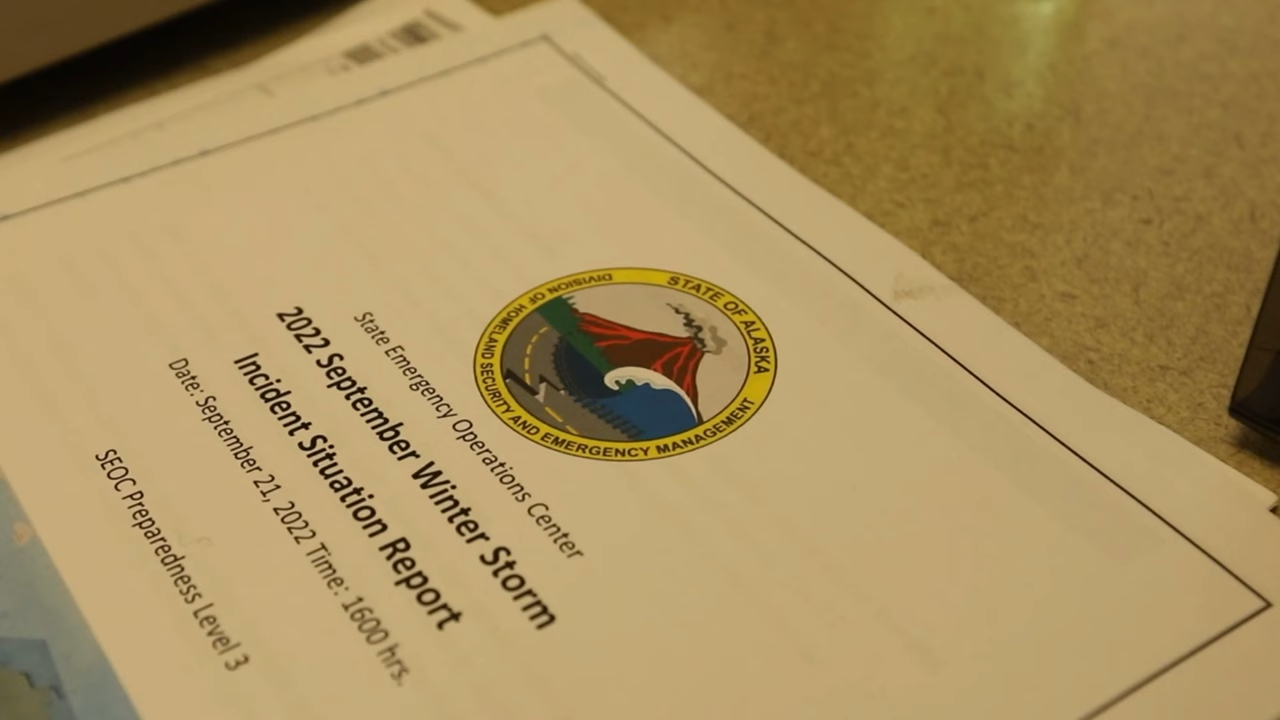 STATE OF ALASKA
DIVISION OF HOMELAND SECURITY AND EMERGENCY MANAGEMENT
State Emergency Operations Center
2022 September Winter Storm
Incident Situation Report
Date: September 21, 2022 Time: 1600 hrs.
SEOC Preparedness Level 3